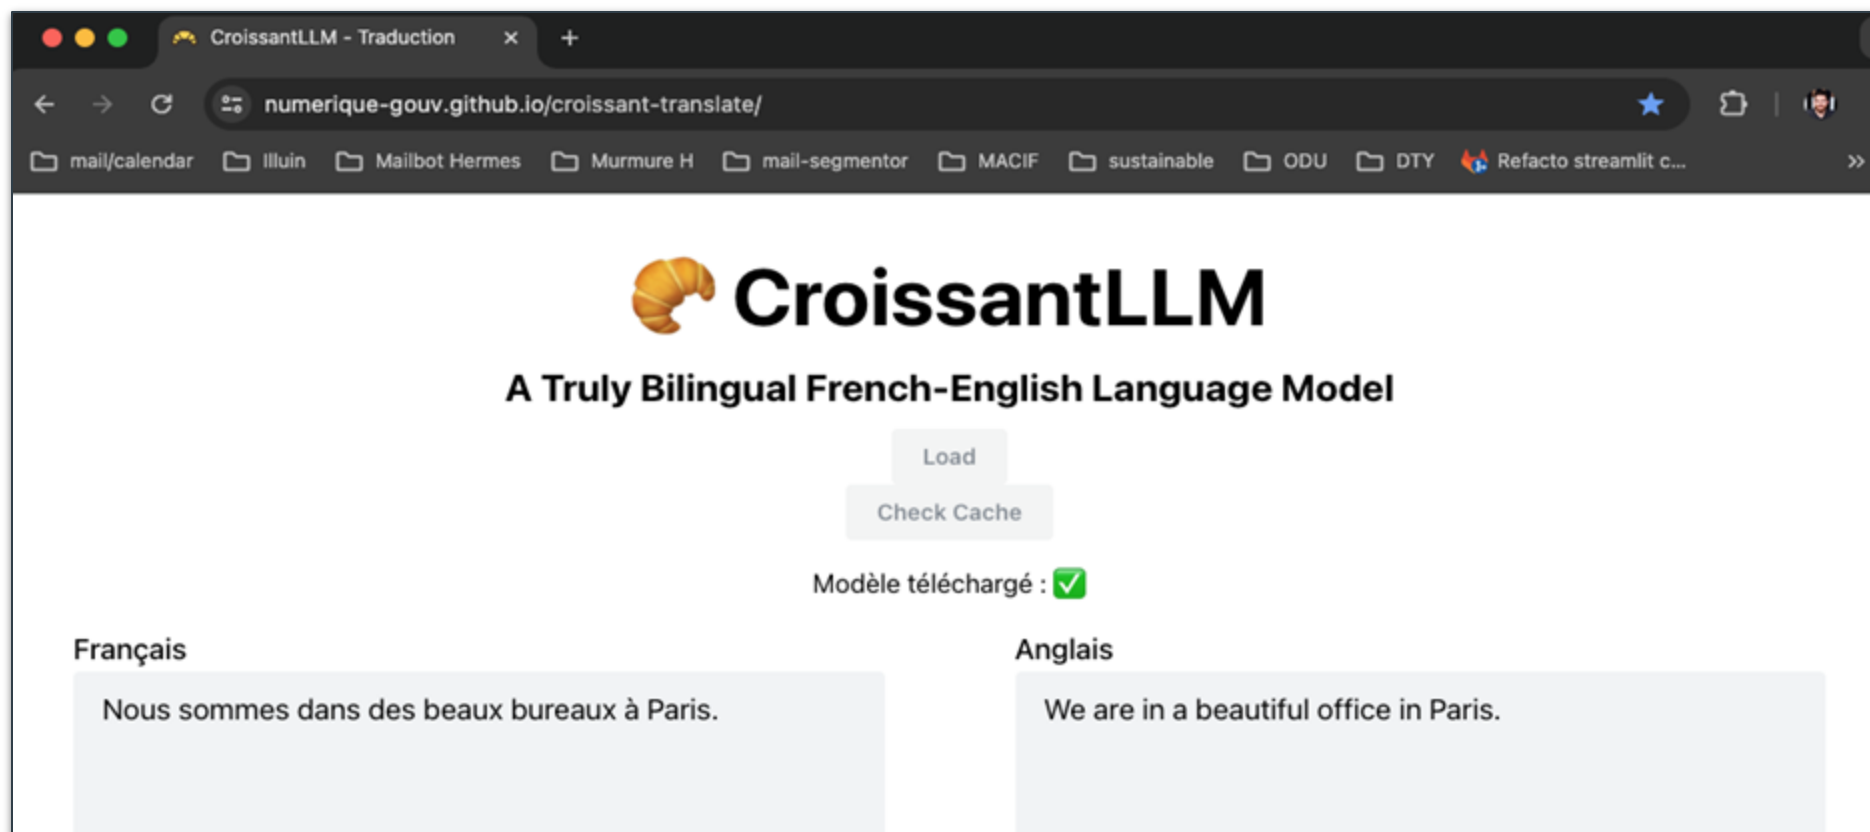 CroissantLLM - Traduction
numerique-gouv.github.io/croissant-translate/
mail/calendar Illuin Mailbot Hermes Murmure H mail-segmentor MACIF sustainable ODU DTY Refacto streamlit c...
CroissantLLM
A Truly Bilingual French-English Language Model
Load
Check Cache
Modèle téléchargé : ✅
Français
Nous sommes dans des beaux bureaux à Paris.
Anglais
We are in a beautiful office in Paris.